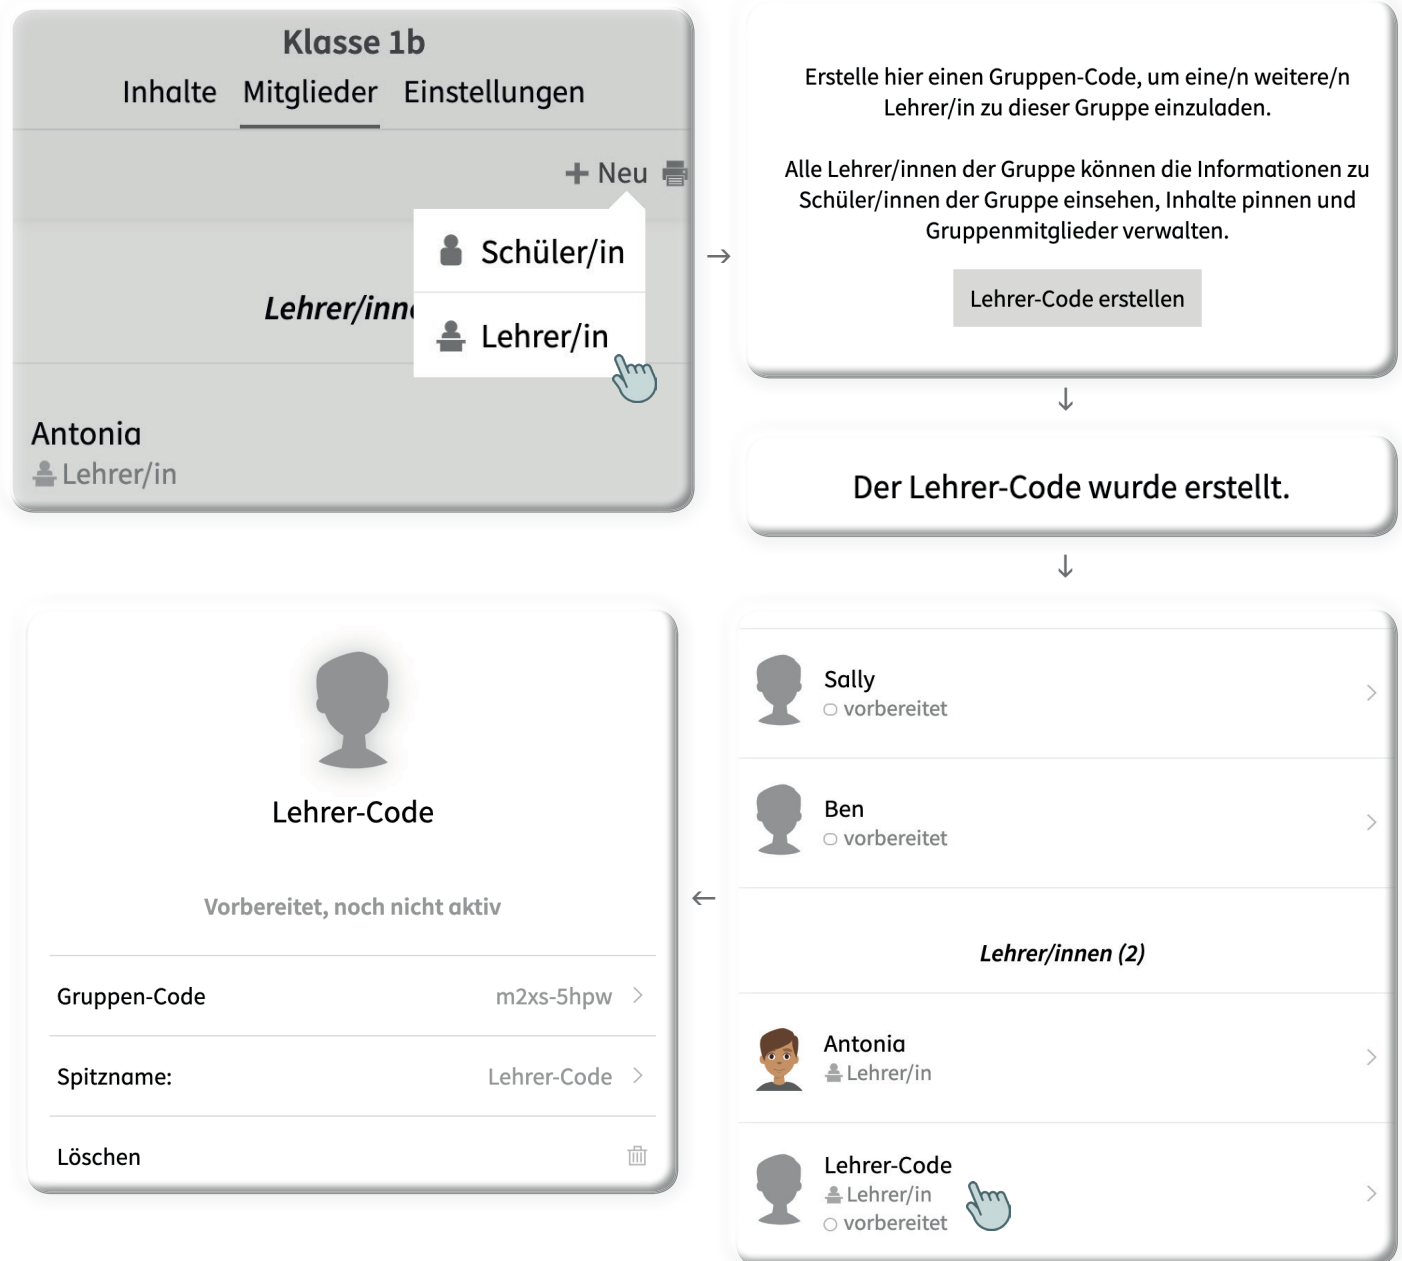 Klasse 1b
Inhalte Mitglieder Einstellungen
+ Neu
Schüler/in
Lehrer/in
Lehrer/inn
Antonia
Lehrer/in
→
Erstelle hier einen Gruppen-Code, um eine/n weitere/n
Lehrer/in zu dieser Gruppe einzuladen.
Alle Lehrer/innen der Gruppe können die Informationen zu
Schüler/innen der Gruppe einsehen, Inhalte pinnen und
Gruppenmitglieder verwalten.
Lehrer-Code erstellen
↓
Der Lehrer-Code wurde erstellt.
↓
Sally
vorbereitet
Ben
vorbereitet
Lehrer/innen (2)
Antonia
Lehrer/in
Lehrer-Code
Lehrer/in
vorbereitet
←
Lehrer-Code
Vorbereitet, noch nicht aktiv
Gruppen-Code m2xs-5hpw
Spitzname: Lehrer-Code
Löschen